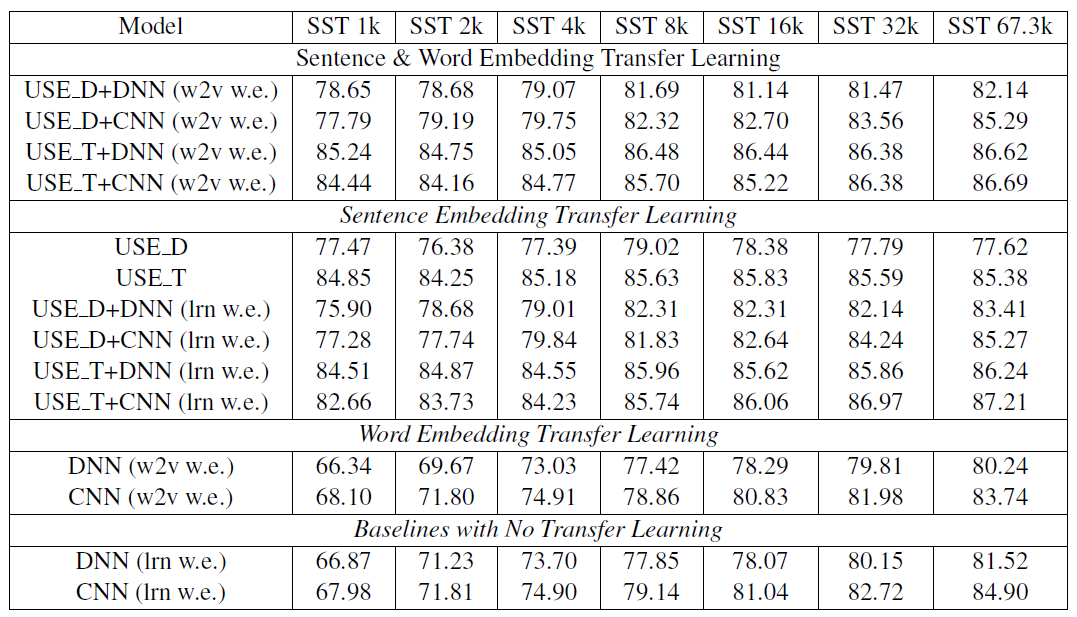 Model SST 1k SST 2k SST 4k SST 8k SST 16k SST 32k SST 67.3k
Sentence & Word Embedding Transfer Learning
USE_D+DNN (w2v w.e.) 78.65 78.68 79.07 81.69 81.14 81.47 82.14
USE_D+CNN (w2v w.e.) 77.79 79.19 79.75 82.32 82.70 83.56 85.29
USE_T+DNN (w2v w.e.) 85.24 84.75 85.05 86.48 86.44 86.38 86.62
USE_T+CNN (w2v w.e.) 84.44 84.16 84.77 85.70 85.22 86.38 86.69
Sentence Embedding Transfer Learning
USE_D 77.47 76.38 77.39 79.02 78.38 77.79 77.62
USE_T 84.85 84.25 85.18 85.63 85.83 85.59 85.38
USE_D+DNN (lrn w.e.) 75.90 78.68 79.01 82.31 82.31 82.14 83.41
USE_D+CNN (lrn w.e.) 77.28 77.74 79.84 81.83 82.64 84.24 85.27
USE_T+DNN (lrn w.e.) 84.51 84.87 84.55 85.96 85.62 85.86 86.24
USE_T+CNN (lrn w.e.) 82.66 83.73 84.23 85.74 86.06 86.97 87.21
Word Embedding Transfer Learning
DNN (w2v w.e.) 66.34 69.67 73.03 77.42 78.29 79.81 80.24
CNN (w2v w.e.) 68.10 71.80 74.91 78.86 80.83 81.98 83.74
Baselines with No Transfer Learning
DNN (lrn w.e.) 66.87 71.23 73.70 77.85 78.07 80.15 81.52
CNN (lrn w.e.) 67.98 71.81 74.90 79.14 81.04 82.72 84.90